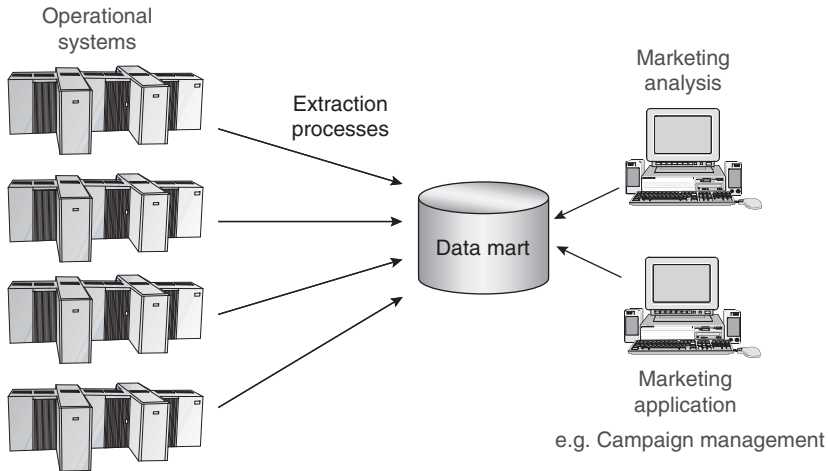 Operational
systems
Extraction
processes
Marketing
analysis
Data mart
Marketing
application
e.g. Campaign management